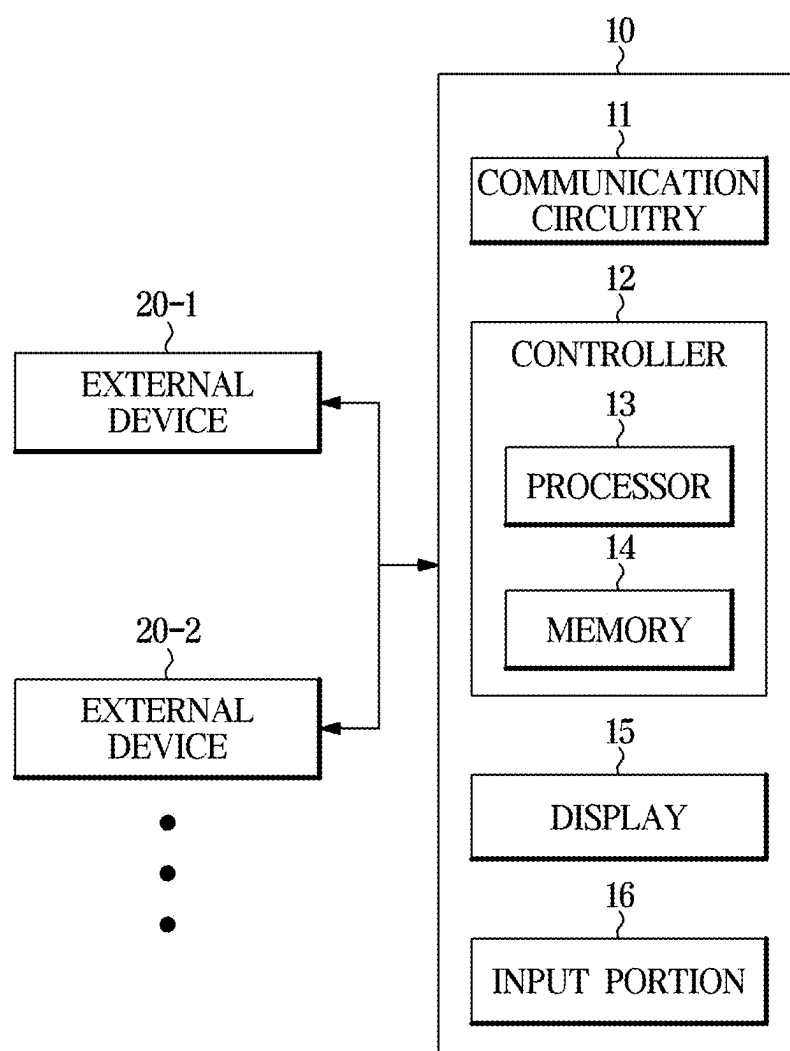 10
11
COMMUNICATION
CIRCUITRY
12
CONTROLLER
13
PROCESSOR
14
MEMORY
15
DISPLAY
16
INPUT PORTION
20-1
EXTERNAL
DEVICE
20-2
EXTERNAL
DEVICE